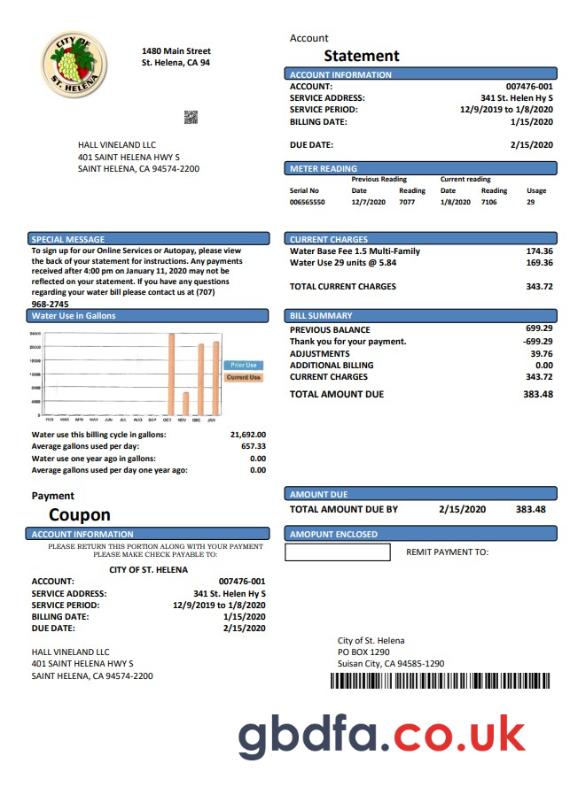 CITY OF
ST. HELENA
1480 Main Street
St. Helena, CA 94
Account
Statement
ACCOUNT INFORMATION
ACCOUNT: 007476-001
SERVICE ADDRESS: 341 St. Helen Hy S
SERVICE PERIOD: 12/9/2019 to 1/8/2020
BILLING DATE: 1/15/2020
DUE DATE: 2/15/2020
HALL VINELAND LLC
401 SAINT HELENA HWY S
SAINT HELENA, CA 94574-2200
METER READING
Previous Reading Current reading
Serial No Date Reading Date Reading Usage
006565550 12/7/2020 7077 1/8/2020 7106 29
SPECIAL MESSAGE
To sign up for our Online Services or Autopay, please view
the back of your statement for instructions. Any payments
received after 4:00 pm on January 11, 2020 may not be
reflected on your statement. If you have any questions
regarding your water bill please contact us at (707)
968-2745
CURRENT CHARGES
Water Base Fee 1.5 Multi-Family 174.36
Water Use 29 units @ 5.84 169.36
TOTAL CURRENT CHARGES 343.72
Water Use in Gallons
Prior Use
Current Use
FEB MAR APR MAY JUN JUL AUG SEP OCT NOV DEC JAN
Water use this billing cycle in gallons: 21,692.00
Average gallons used per day: 657.33
Water use one year ago in gallons: 0.00
Average gallons used per day one year ago: 0.00
BILL SUMMARY
PREVIOUS BALANCE 699.29
Thank you for your payment. -699.29
ADJUSTMENTS 39.76
ADDITIONAL BILLING 0.00
CURRENT CHARGES 343.72
TOTAL AMOUNT DUE 383.48
Payment
Coupon
ACCOUNT INFORMATION
PLEASE RETURN THIS PORTION ALONG WITH YOUR PAYMENT
PLEASE MAKE CHECK PAYABLE TO:
CITY OF ST. HELENA
ACCOUNT: 007476-001
SERVICE ADDRESS: 341 St. Helen Hy S
SERVICE PERIOD: 12/9/2019 to 1/8/2020
BILLING DATE: 1/15/2020
DUE DATE: 2/15/2020
HALL VINELAND LLC
401 SAINT HELENA HWY S
SAINT HELENA, CA 94574-2200
AMOUNT DUE
TOTAL AMOUNT DUE BY 2/15/2020 383.48
AMOPUNT ENCLOSED
REMIT PAYMENT TO:
City of St. Helena
PO BOX 1290
Suisan City, CA 94585-1290
gbdfa.co.uk